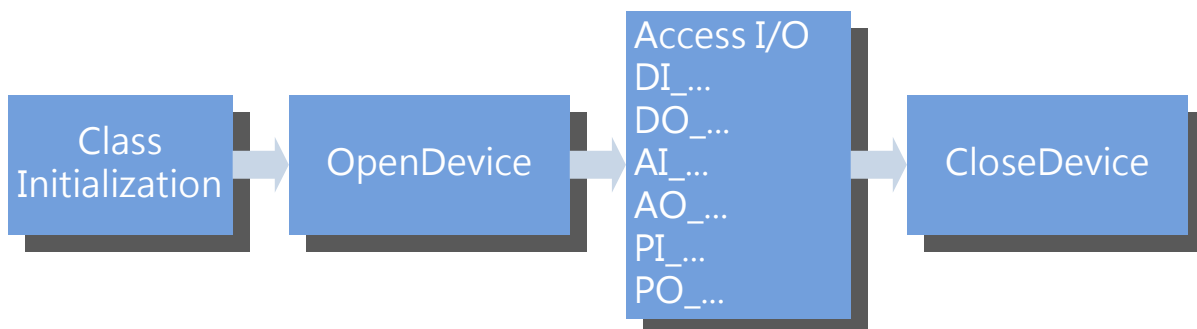 Class
Initialization
OpenDevice
Access I/O
DI_...
DO_...
AI_...
AO_...
PI_...
PO_...
CloseDevice